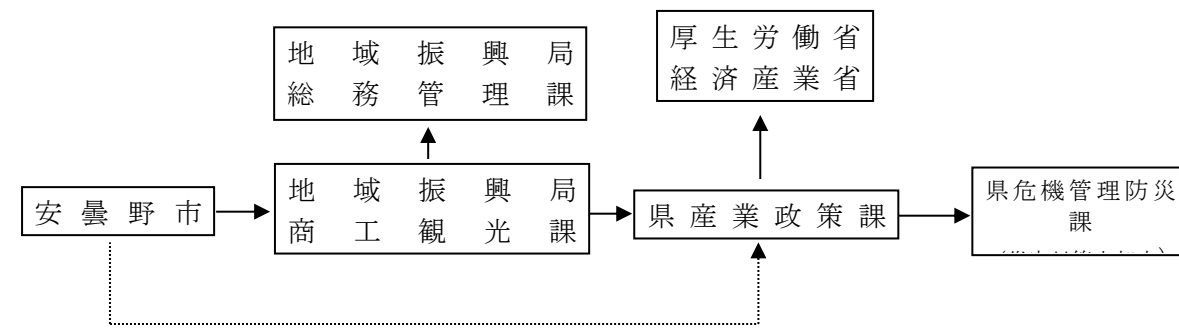 地域振興局
総務管理課
厚生労働省
経済産業省
安曇野市
地域振興局
商工観光課
県産業政策課
県危機管理防災
課